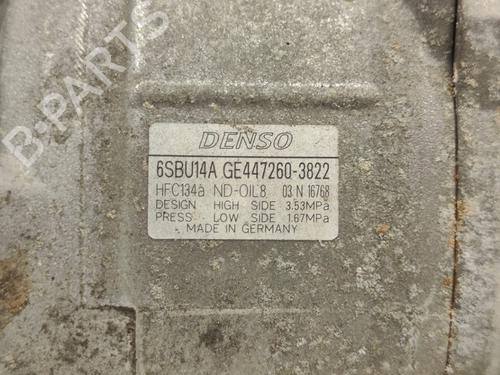 B-PARTS
DENSO
6SBU14A GE447260-3822
HFC134a ND-OIL8 03 N 16768
DESIGN - HIGH SIDE 3.53MPa
PRESS - LOW SIDE 1.67MPa
MADE IN GERMANY